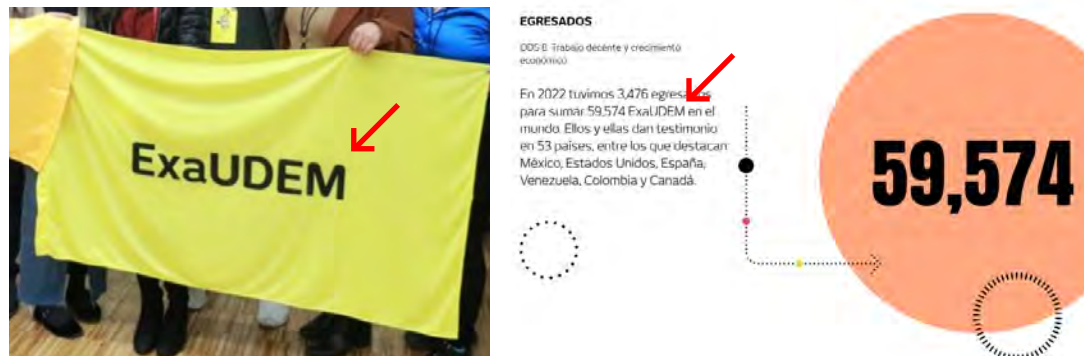 ExaUDEM
EGRESADOS
ODS 8 Trabajo decente y crecimiento
económico
En 2022 tuvimos 3,476 egresados
para sumar 59,574 ExaUDEM en el
mundo. Ellos y ellas dan testimonio
en 53 países, entre los que destacan
México, Estados Unidos, España,
Venezuela, Colombia y Canadá.
59,574